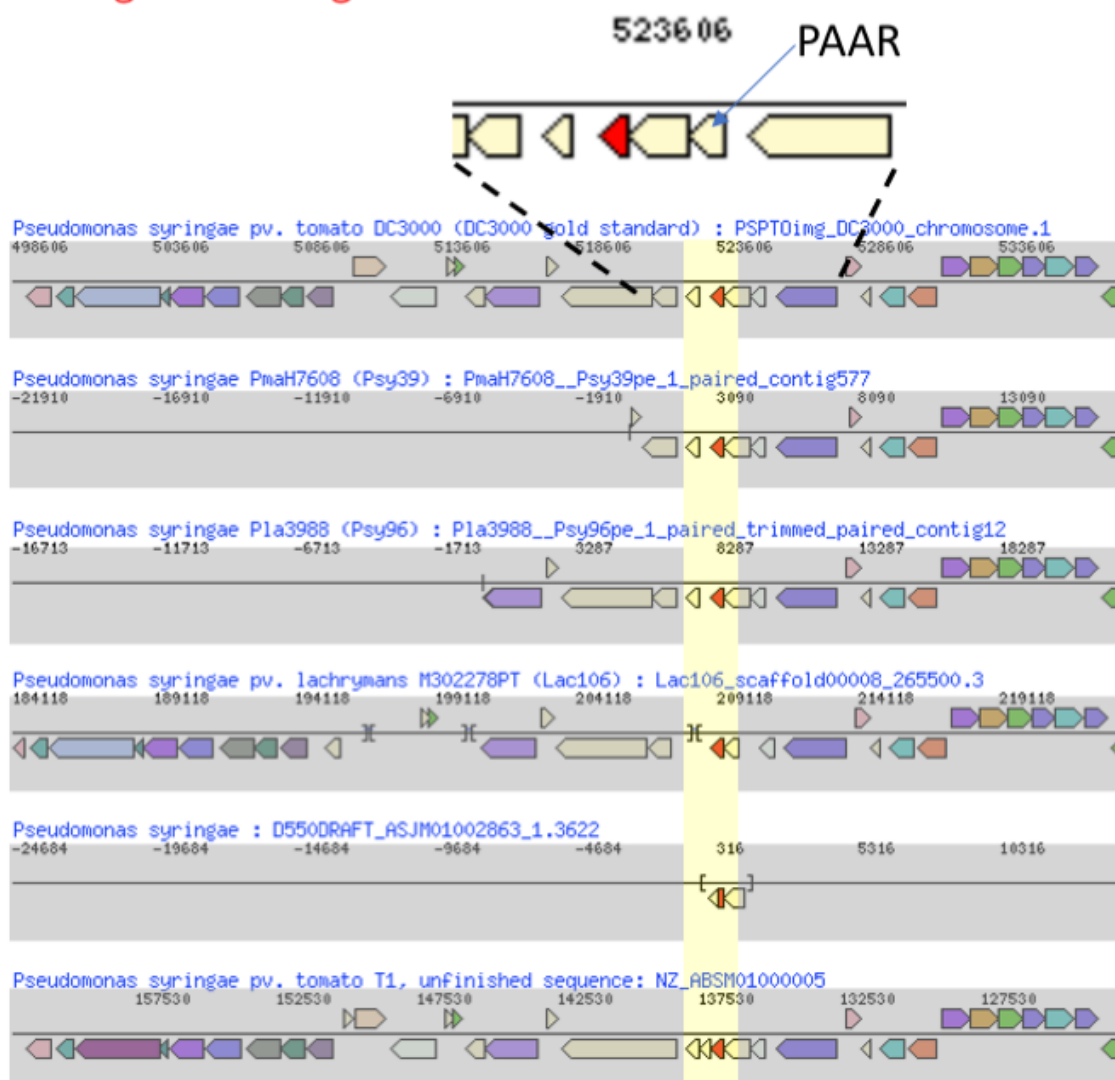 523606
PAAR
Pseudomonas syringae pv. tomato DC3000 (DC3000 gold standard) : PSPTOimg_DC3000_chromosome.1
498606 503606 508606 513606 518606 523606 528606 533606
Pseudomonas syringae PmaH7608 (Psy39) : PmaH7608__Psy39pe_1_paired_contig577
-21910 -16910 -11910 -6910 -1910 3090 8090 13090
Pseudomonas syringae Pla3988 (Psy96) : Pla3988__Psy96pe_1_paired_trimmed_paired_contig12
-16713 -11713 -6713 -1713 3287 8287 13287 18287
Pseudomonas syringae pv. lachrymans M302278PT (Lac106) : Lac106_scaffold00008_265500.3
184118 189118 194118 199118 204118 209118 214118 219118
Pseudomonas syringae : D550DRAFT_ASJM01002863_1.3622
-24684 -19684 -14684 -9684 -4684 316 5316 10316
Pseudomonas syringae pv. tomato T1, unfinished sequence: NZ_ABSM01000005
157530 152530 147530 142530 137530 132530 127530